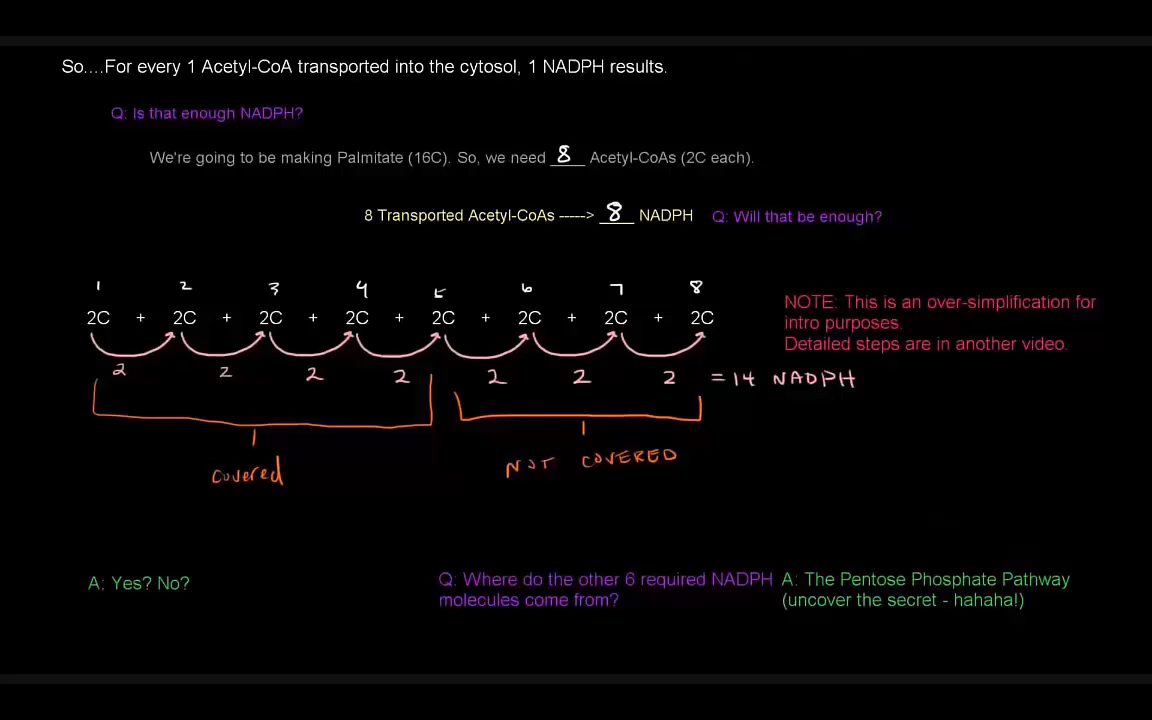 So....For every 1 Acetyl-CoA transported into the cytosol, 1 NADPH results.
Q: Is that enough NADPH?
We're going to be making Palmitate (16C). So, we need 8 Acetyl-CoAs (2C each).
8 Transported Acetyl-CoAs -----> 8 NADPH Q: Will that be enough?
1 2 3 4 5 6 7 8
2C + 2C + 2C + 2C + 2C + 2C + 2C + 2C
NOTE: This is an over-simplification for
intro purposes.
Detailed steps are in another video.
2 2 2 2 2 2 2 = 14 NADPH
covered
NOT COVERED
A: Yes? No?
Q: Where do the other 6 required NADPH
molecules come from?
A: The Pentose Phosphate Pathway
(uncover the secret - hahaha!)